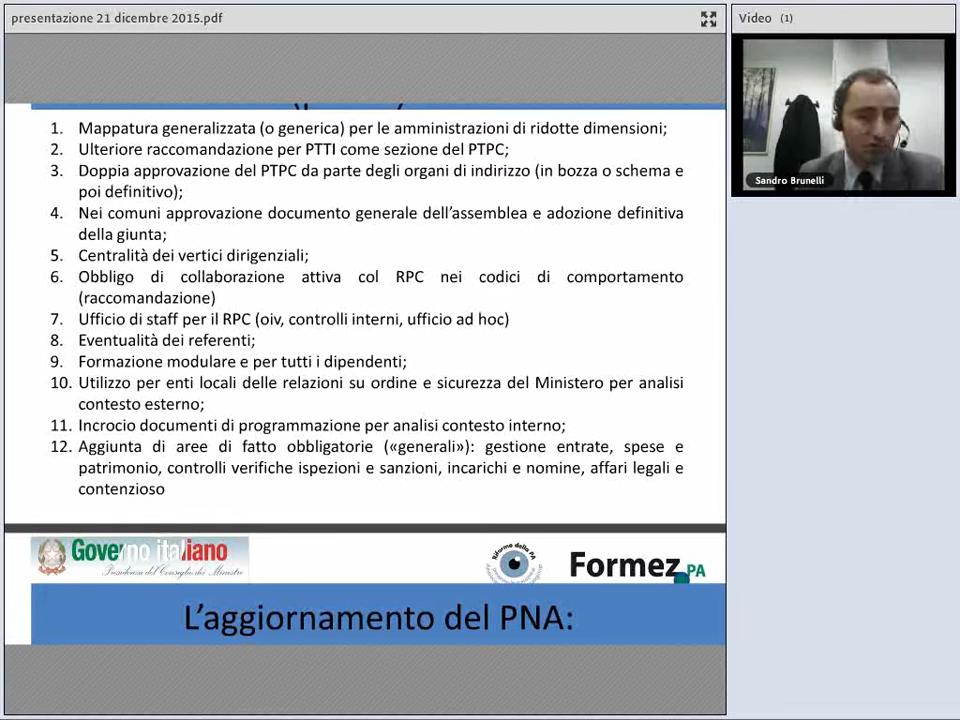 presentazione 21 dicembre 2015.pdf
Video (1)
Sandro Brunelli
1. Mappatura generalizzata (o generica) per le amministrazioni di ridotte dimensioni;
2. Ulteriore raccomandazione per PTTI come sezione del PTPC;
3. Doppia approvazione del PTPC da parte degli organi di indirizzo (in bozza o schema e
poi definitivo);
4. Nei comuni approvazione documento generale dell’assemblea e adozione definitiva
della giunta;
5. Centralità dei vertici dirigenziali;
6. Obbligo di collaborazione attiva col RPC nei codici di comportamento
(raccomandazione)
7. Ufficio di staff per il RPC (oiv, controlli interni, ufficio ad hoc)
8. Eventualità dei referenti;
9. Formazione modulare e per tutti i dipendenti;
10. Utilizzo per enti locali delle relazioni su ordine e sicurezza del Ministero per analisi
contesto esterno;
11. Incrocio documenti di programmazione per analisi contesto interno;
12. Aggiunta di aree di fatto obbligatorie («generali»): gestione entrate, spese e
patrimonio, controlli verifiche ispezioni e sanzioni, incarichi e nomine, affari legali e
contenzioso
Governo italiano
Presidenza del Consiglio dei Ministri
Riforme della PA
Formez PA
L’aggiornamento del PNA: